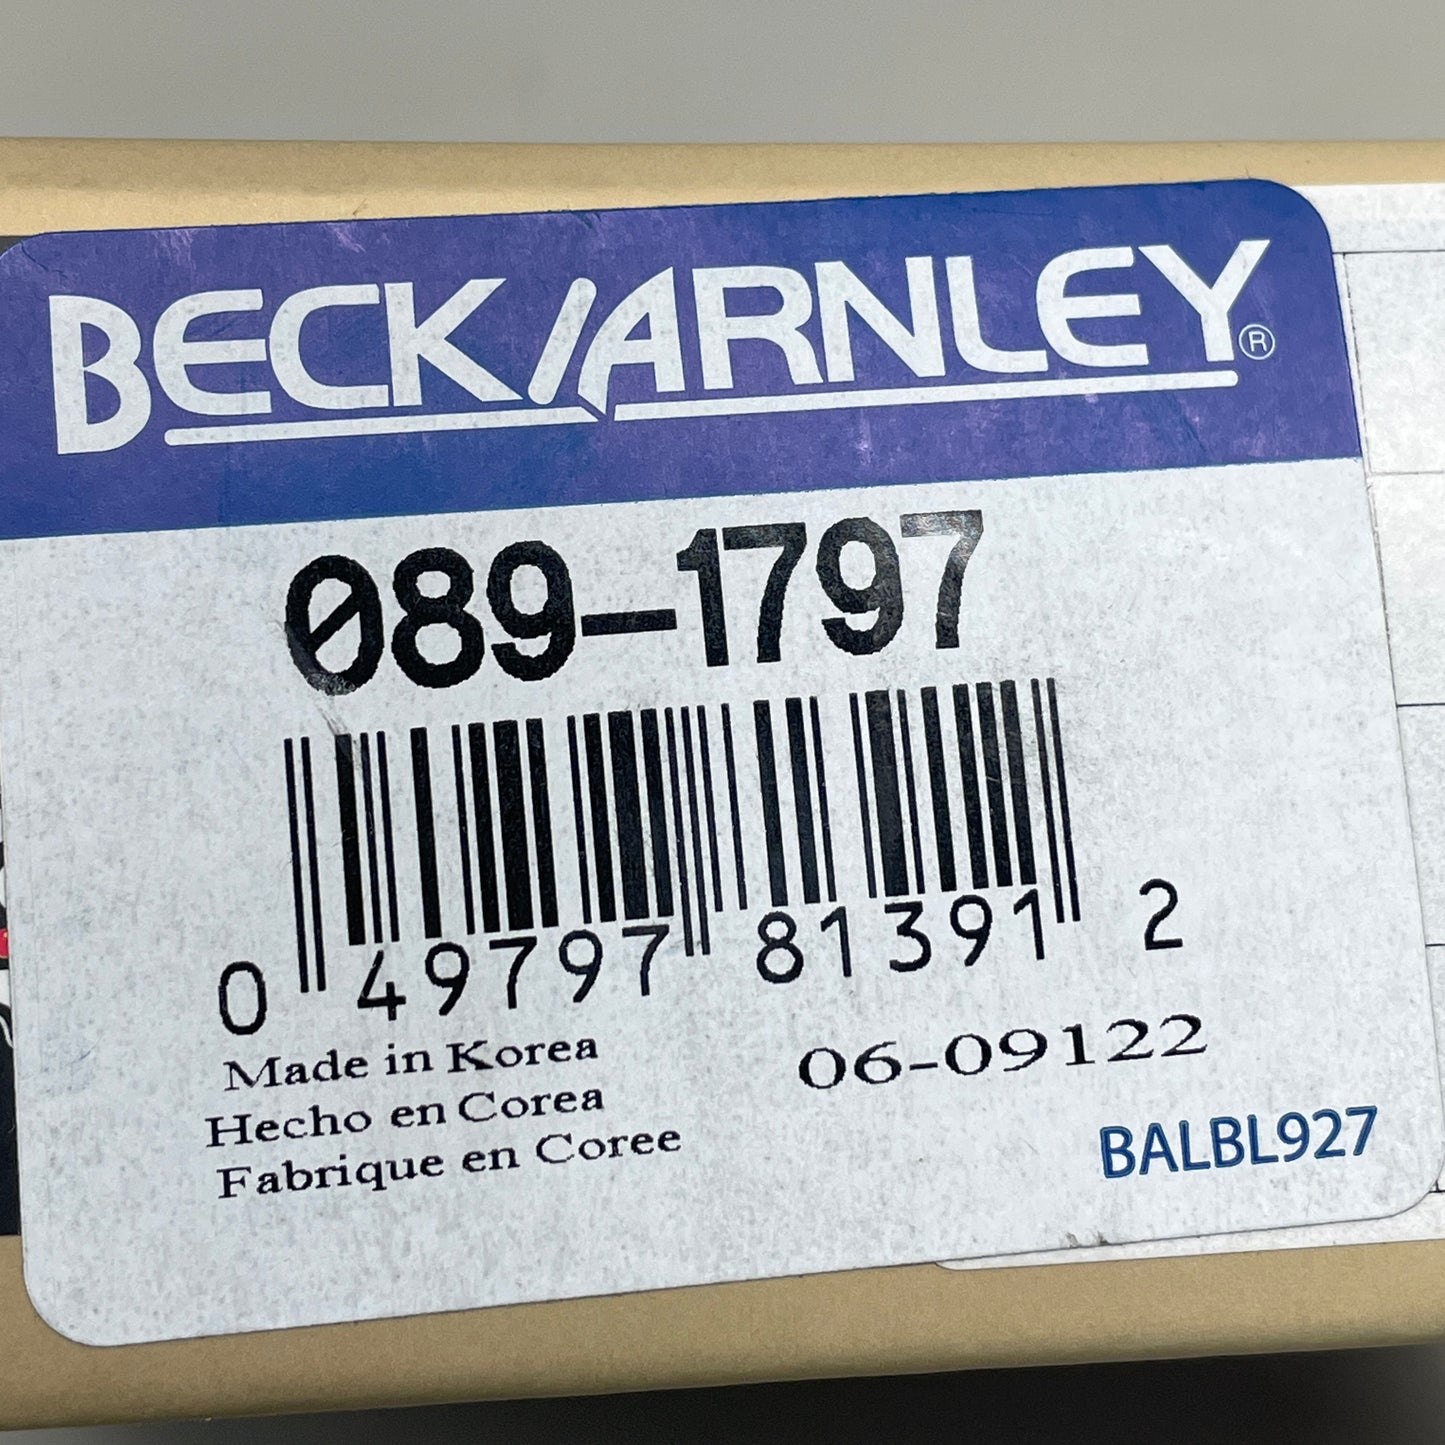 BECK/ARNLEY®
089-1797
0 49797 81391 2
Made in Korea
Hecho en Corea
Fabrique en Coree
06-09122
BALBL927